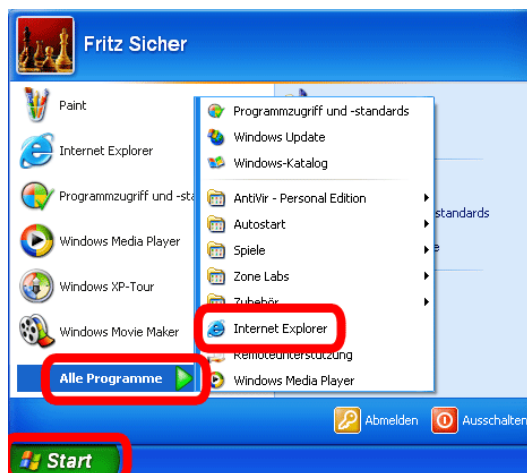 Fritz Sicher
Paint
Internet Explorer
Programmzugriff und -sta
Windows Media Player
Windows XP-Tour
Windows Movie Maker
Alle Programme
Programmzugriff und -standards
Windows Update
Windows-Katalog
AntiVir - Personal Edition
Autostart
Spiele
Zone Labs
Zubehör
Internet Explorer
Remoteunterstützung
Windows Media Player
standards
e
Abmelden
Ausschalten
Start